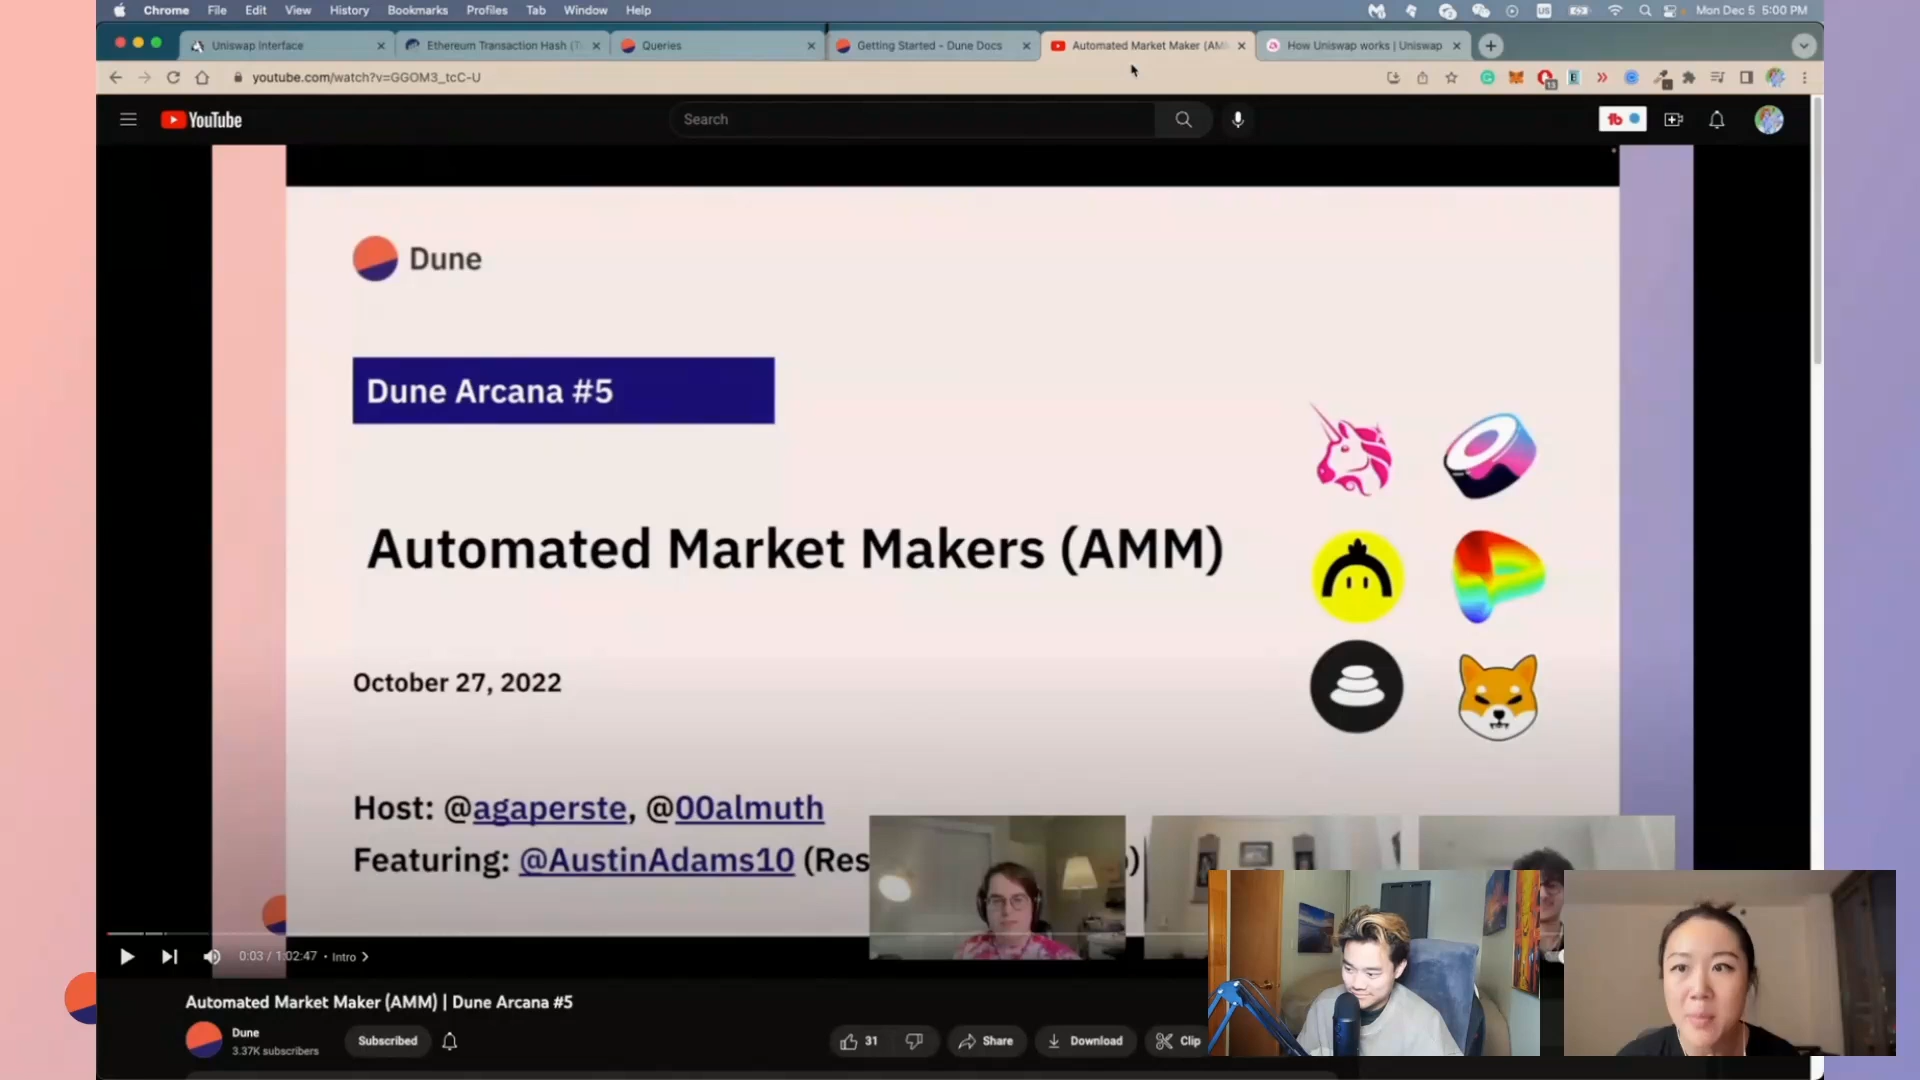 Chrome File Edit View History Bookmarks Profiles Tab Window Help
Mon Dec 5 5:00 PM
Uniswap Interface
Ethereum Transaction Hash
Queries
Getting Started - Dune Docs
Automated Market Maker
How Uniswap works | Uniswap
youtube.com/watch?v=GGOM3_tcC-U
YouTube
Search
Dune
Dune Arcana #5
Automated Market Makers (AMM)
October 27, 2022
Host: @agaperste, @00almuth
Featuring: @AustinAdams10 (Res
0:03 / 1:02:47 • Intro
Automated Market Maker (AMM) | Dune Arcana #5
Dune
3.37K subscribers
Subscribed
31
Share
Download
Clip